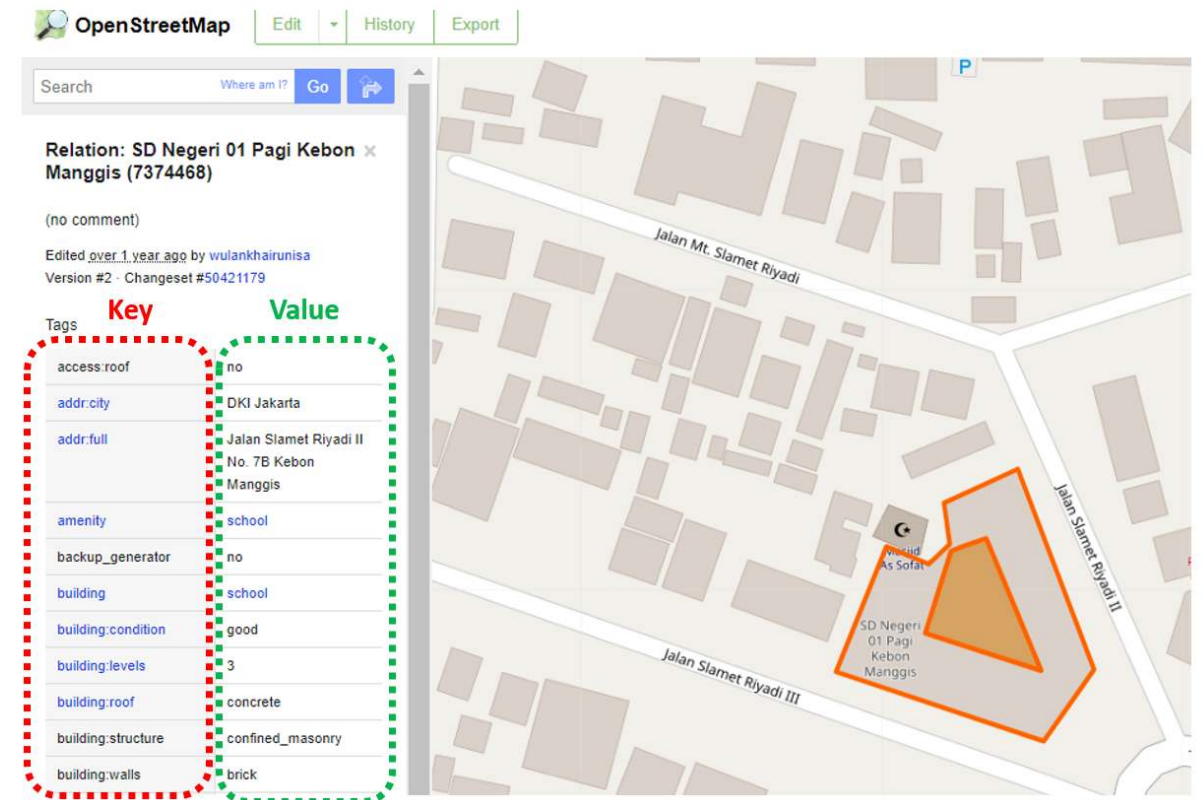 OpenStreetMap
Edit
History
Export
Search
Where am I?
Go
Relation: SD Negeri 01 Pagi Kebon
Manggis (7374468)
(no comment)
Edited over 1 year ago by wulankhairunisa
Version #2 · Changeset #50421179
Key
Value
Tags
access:roof no
addr:city DKI Jakarta
addr:full Jalan Slamet Riyadi II
No. 7B Kebon
Manggis
amenity school
backup_generator no
building school
building:condition good
building:levels 3
building:roof concrete
building:structure confined_masonry
building:walls brick
P
Jalan Mt. Slamet Riyadi
Jalan Slamet Riyadi II
Masjid
As Sofat
SD Negeri
01 Pagi
Kebon
Manggis
Jalan Slamet Riyadi III